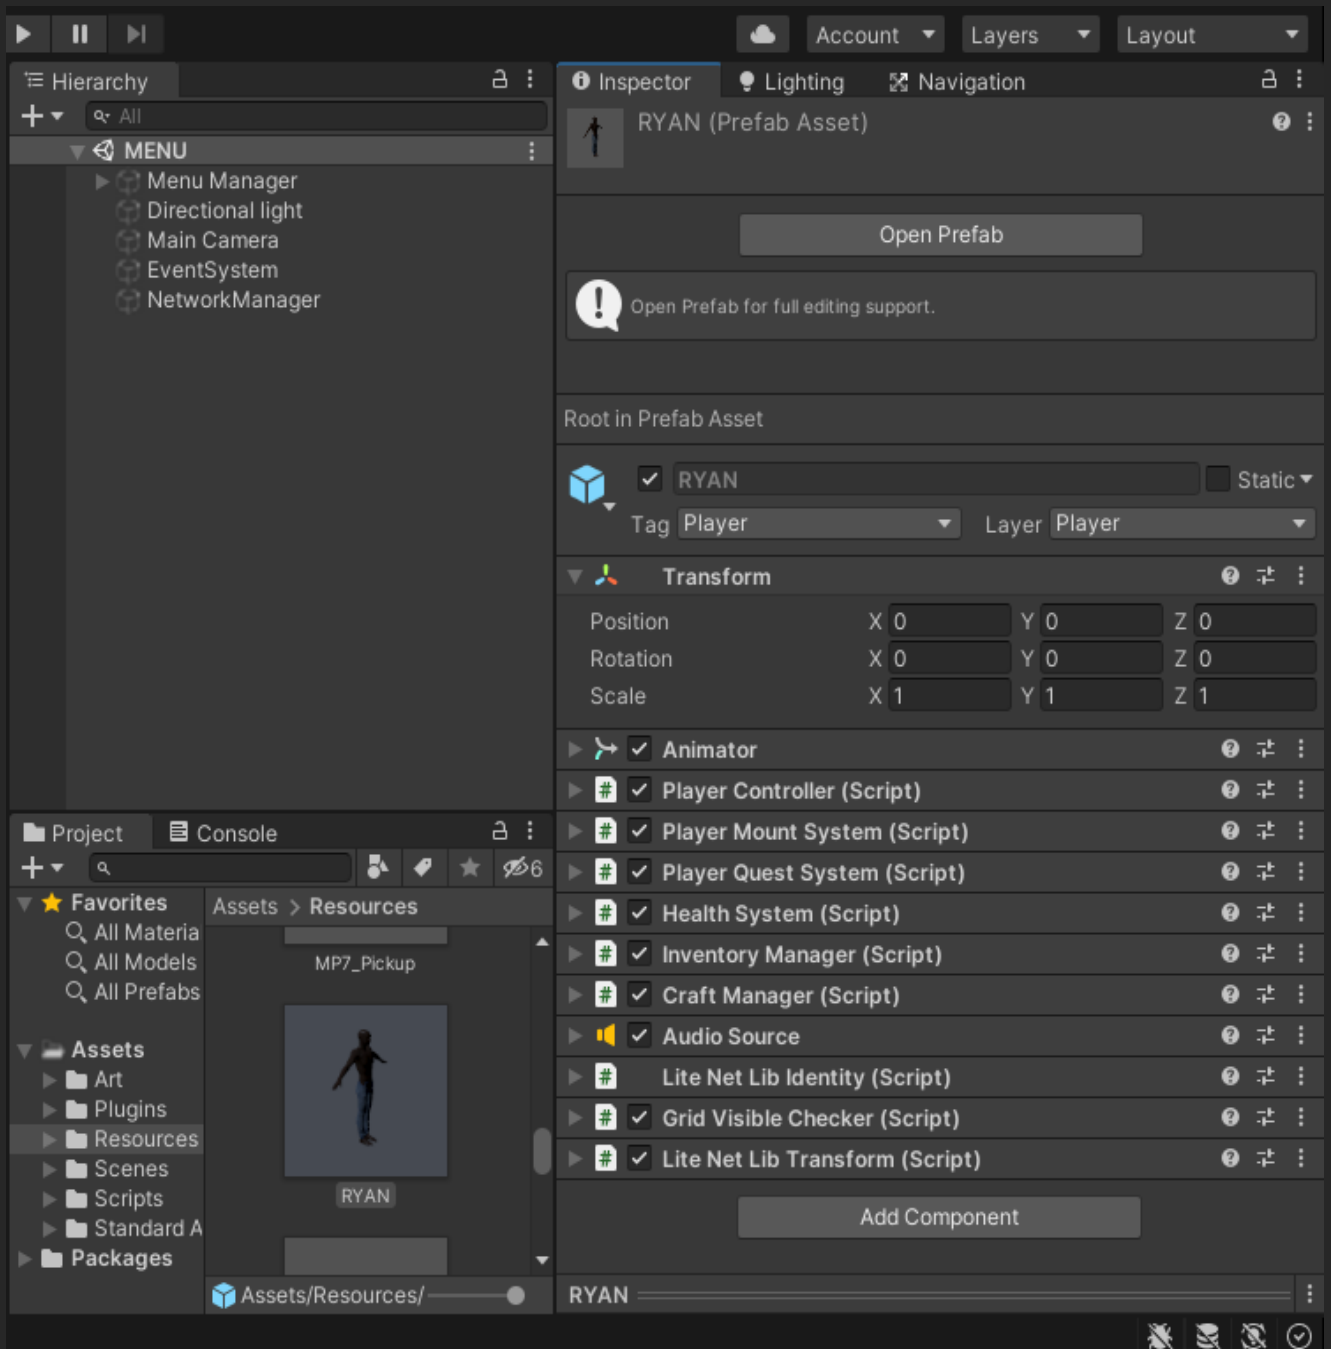 Account
Layers
Layout
Hierarchy
All
MENU
Menu Manager
Directional light
Main Camera
EventSystem
NetworkManager
Project
Console
6
Favorites
All Materia
All Models
All Prefabs
Assets
Art
Plugins
Resources
Scenes
Scripts
Standard A
Packages
Assets > Resources
MP7_Pickup
RYAN
Assets/Resources/
Inspector
Lighting
Navigation
RYAN (Prefab Asset)
Open Prefab
Open Prefab for full editing support.
Root in Prefab Asset
RYAN
Static
Tag Player Layer Player
Transform
Position X 0 Y 0 Z 0
Rotation X 0 Y 0 Z 0
Scale X 1 Y 1 Z 1
Animator
# Player Controller (Script)
# Player Mount System (Script)
# Player Quest System (Script)
# Health System (Script)
# Inventory Manager (Script)
# Craft Manager (Script)
Audio Source
# Lite Net Lib Identity (Script)
# Grid Visible Checker (Script)
# Lite Net Lib Transform (Script)
Add Component
RYAN